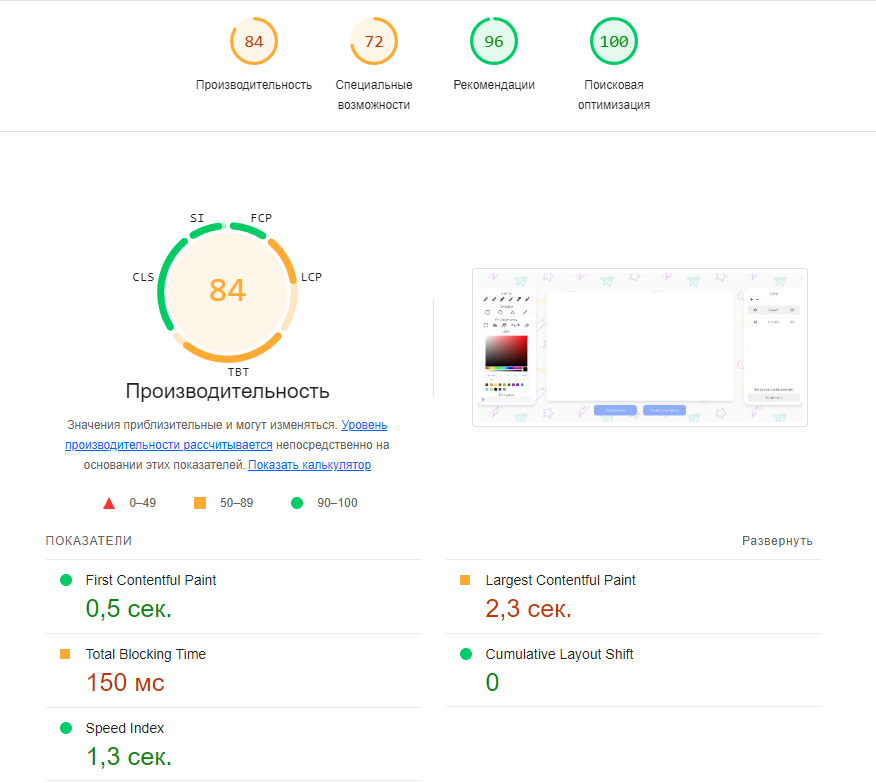 84
72
96
100
Производительность
Специальные
возможности
Рекомендации
Поисковая
оптимизация
SI
FCP
CLS
LCP
84
TBT
Производительность
Значения приблизительные и могут изменяться. Уровень
производительности рассчитывается непосредственно на
основании этих показателей. Показать калькулятор
0–49
50–89
90–100
ПОКАЗАТЕЛИ
Развернуть
First Contentful Paint
0,5 сек.
Largest Contentful Paint
2,3 сек.
Total Blocking Time
150 мс
Cumulative Layout Shift
0
Speed Index
1,3 сек.